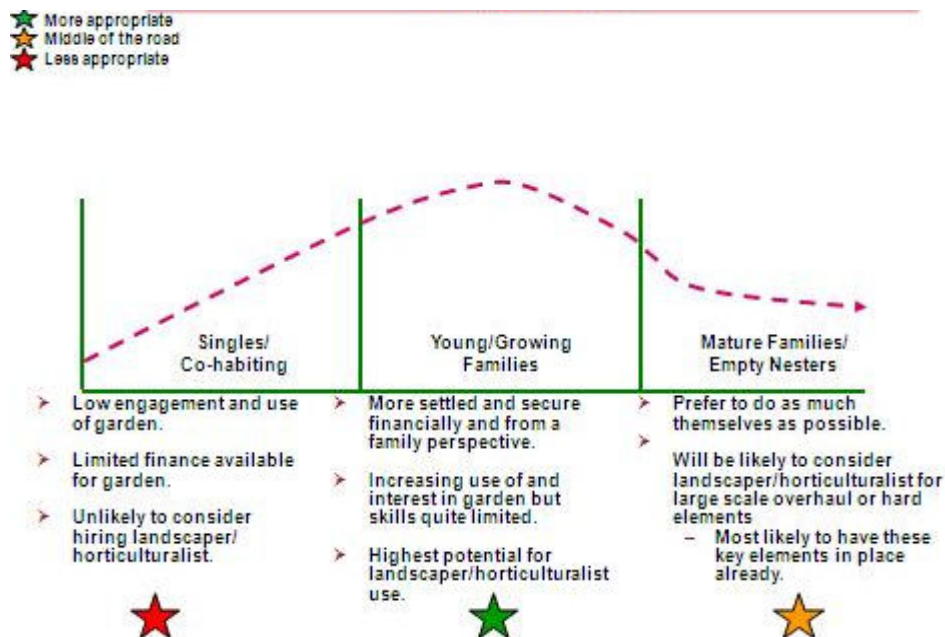 More appropriate
Middle of the road
Less appropriate
Singles/
Co-habiting
Young/Growing
Families
Mature Families/
Empty Nesters
Low engagement and use
of garden.
Limited finance available
for garden.
Unlikely to consider
hiring landscaper/
horticulturalist.
More settled and secure
financially and from a
family perspective.
Increasing use of and
interest in garden but
skills quite limited.
Highest potential for
landscaper/horticulturalist
use.
Prefer to do as much
themselves as possible.
Will be likely to consider
landscaper/horticulturalist for
large scale overhaul or hard
elements
– Most likely to have these
key elements in place
already.